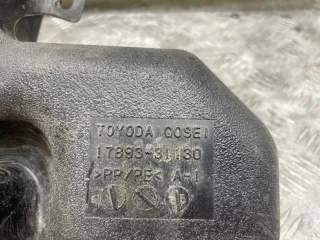 TOYODA GOSEI
17893-31130
>PP/PE< A-1